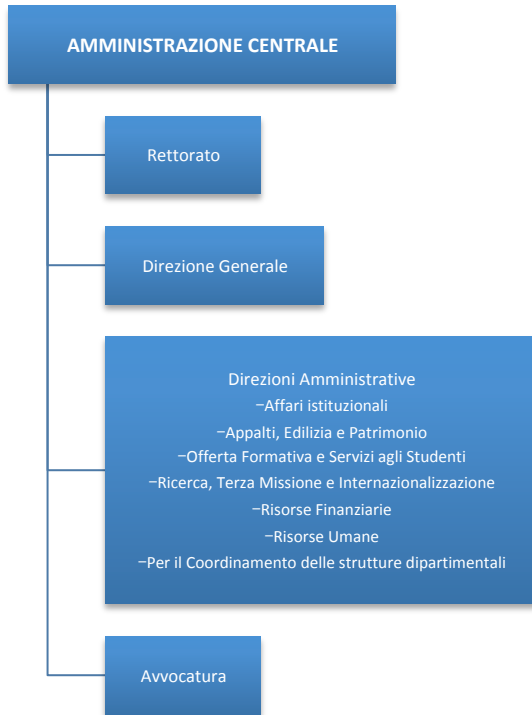 AMMINISTRAZIONE CENTRALE
Rettorato
Direzione Generale
Direzioni Amministrative
–Affari istituzionali
–Appalti, Edilizia e Patrimonio
–Offerta Formativa e Servizi agli Studenti
–Ricerca, Terza Missione e Internazionalizzazione
–Risorse Finanziarie
–Risorse Umane
–Per il Coordinamento delle strutture dipartimentali
Avvocatura